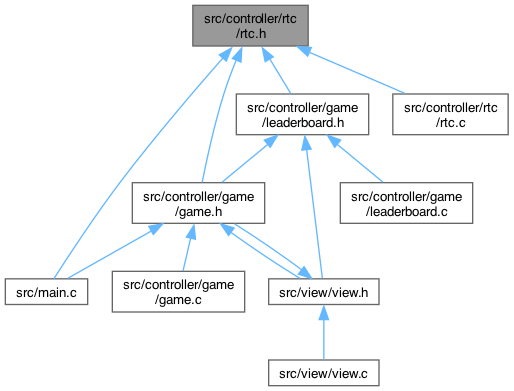 src/controller/rtc
/rtc.h
src/controller/game
/leaderboard.h
src/controller/rtc
/rtc.c
src/controller/game
/game.h
src/controller/game
/leaderboard.c
src/main.c
src/controller/game
/game.c
src/view/view.h
src/view/view.c